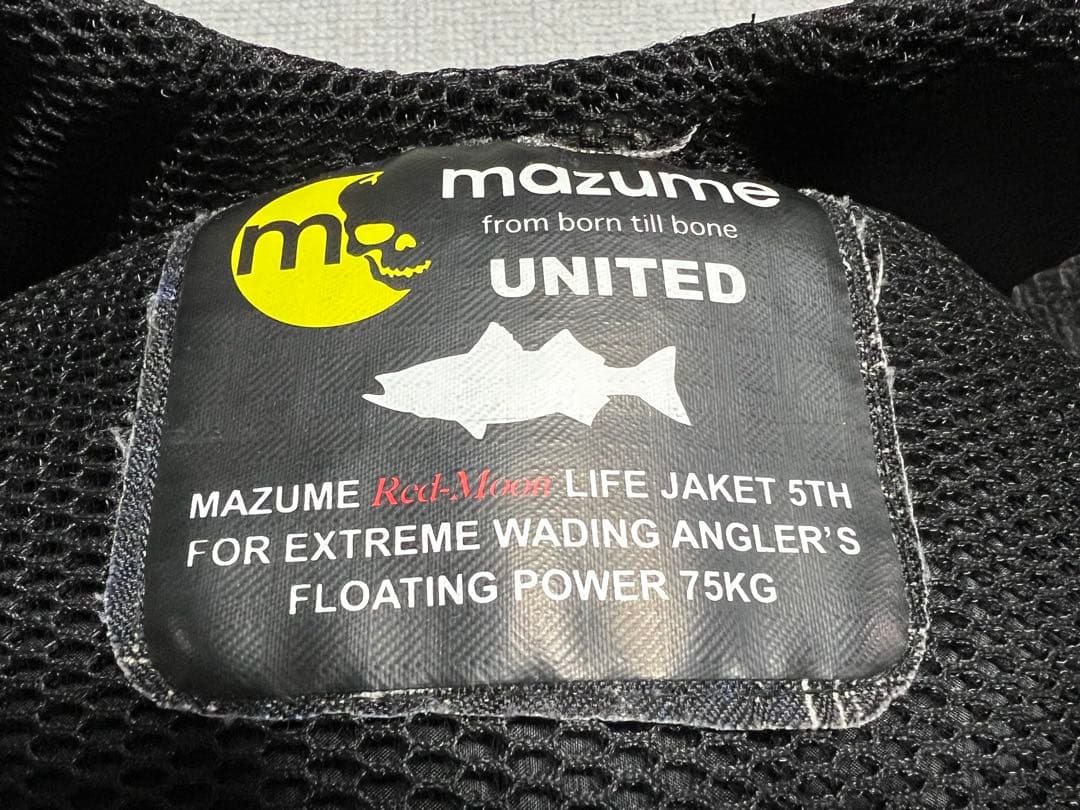 m
mazume
from born till bone
UNITED
MAZUME Red-Moon LIFE JAKET 5TH
FOR EXTREME WADING ANGLER'S
FLOATING POWER 75KG